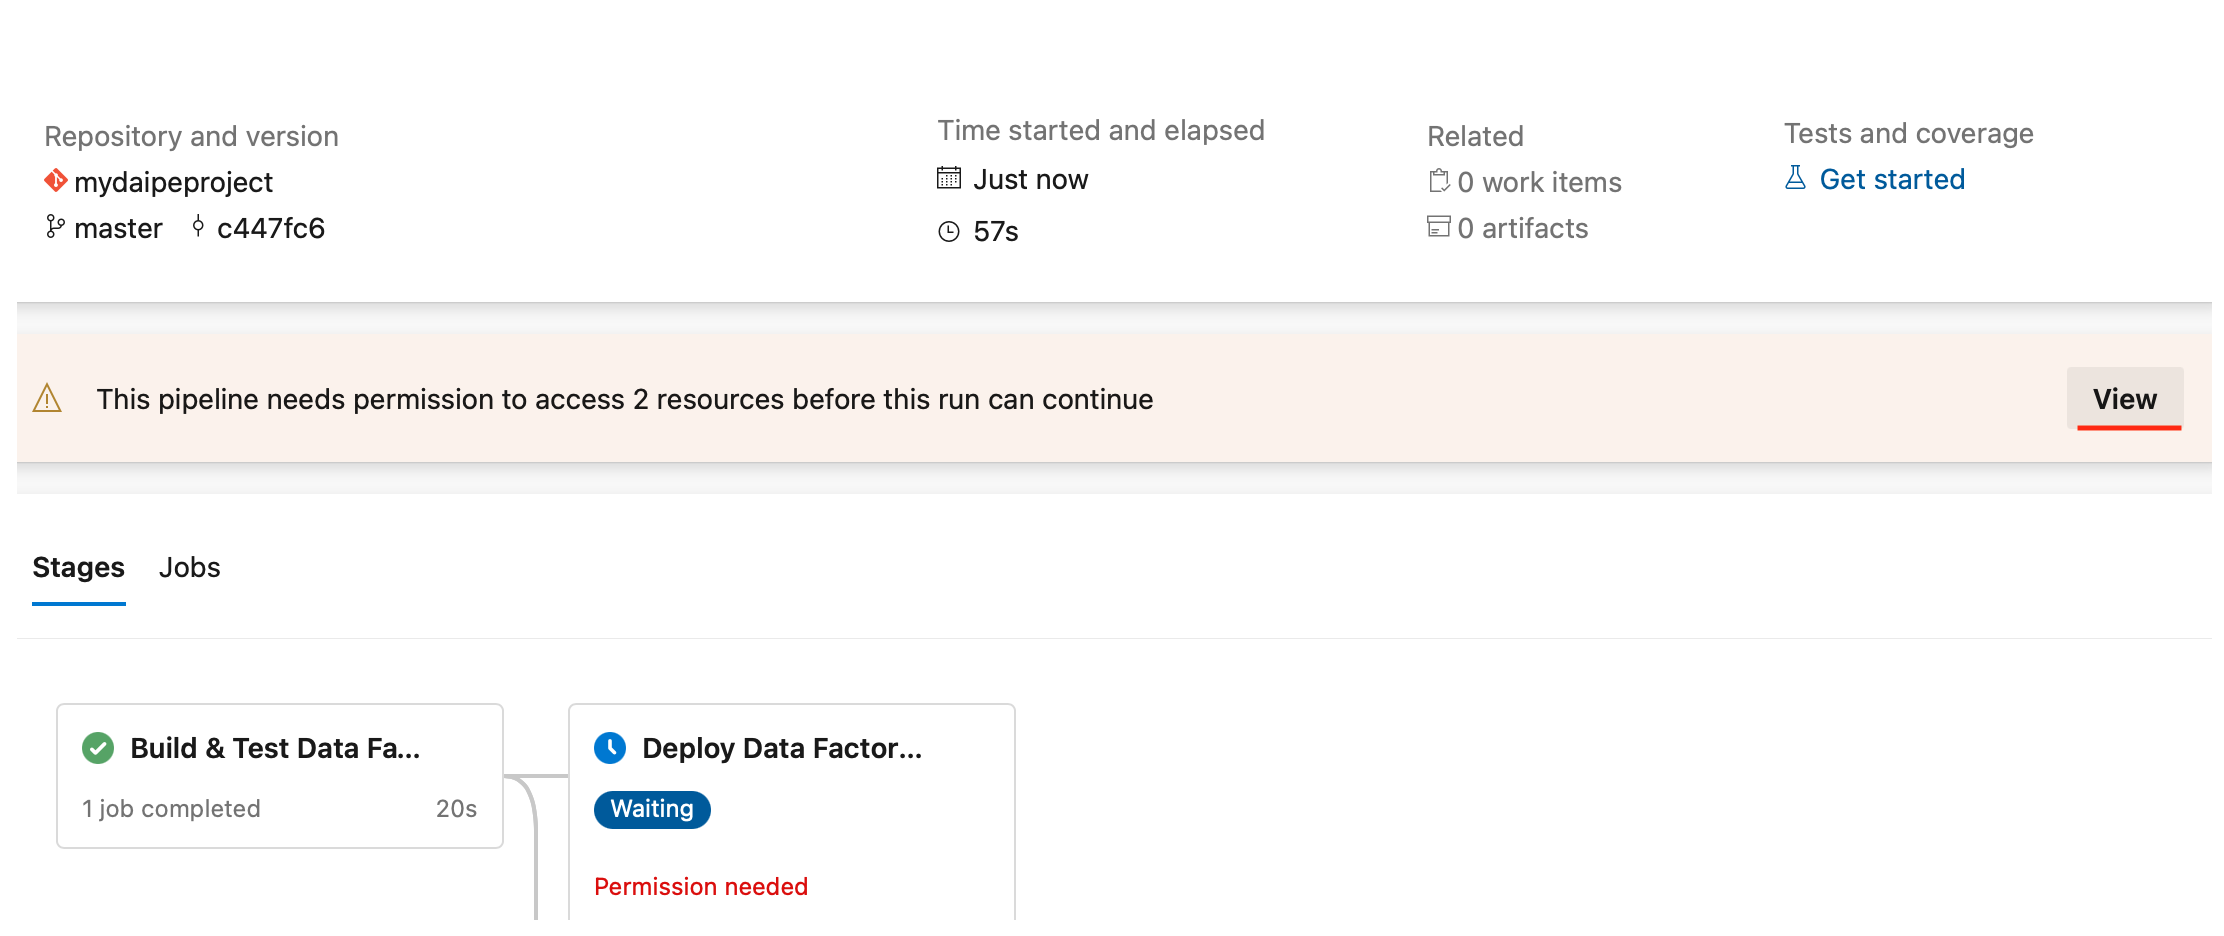 Repository and version
mydaipeproject
master c447fc6
Time started and elapsed
Just now
57s
Related
0 work items
0 artifacts
Tests and coverage
Get started
This pipeline needs permission to access 2 resources before this run can continue
View
Stages Jobs
Build & Test Data Fa...
1 job completed 20s
Deploy Data Factor...
Waiting
Permission needed